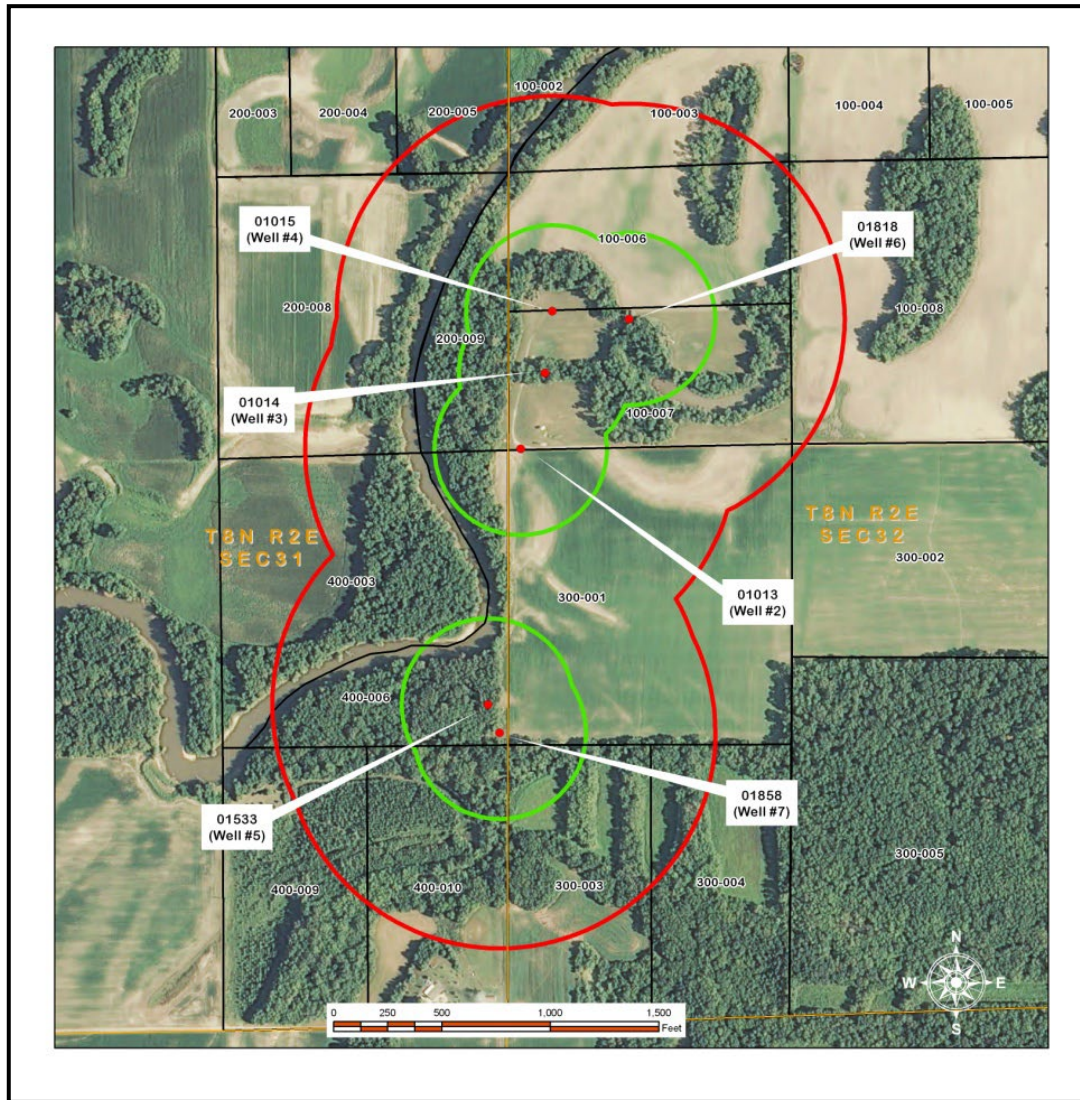 100-002
200-003
200-004
200-005
100-003
100-004
100-005
01015
(Well #4)
01818
(Well #6)
100-006
200-008
100-008
200-009
01014
(Well #3)
100-007
T8N R2E
SEC31
T8N R2E
SEC32
300-002
400-003
300-001
01013
(Well #2)
400-006
01533
(Well #5)
01858
(Well #7)
400-009
400-010
300-003
300-004
300-005
N
W E
S
0 250 500 1,000 1,500
Feet